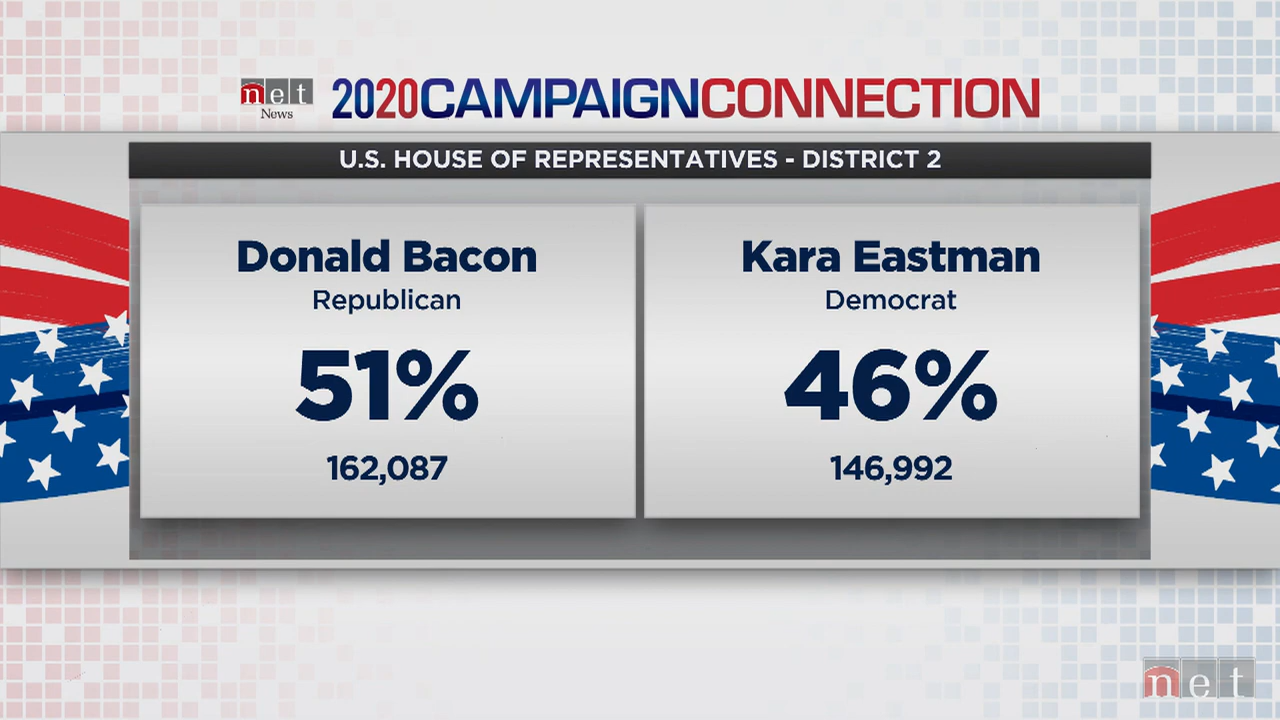 net
News
2020CAMPAIGNCONNECTION
U.S. HOUSE OF REPRESENTATIVES - DISTRICT 2
Donald Bacon
Republican
51%
162,087
Kara Eastman
Democrat
46%
146,992
net